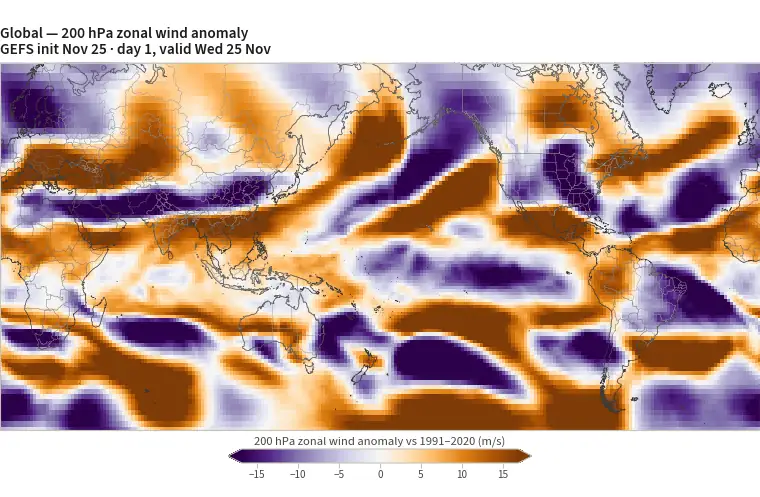 Global — 200 hPa zonal wind anomaly
GEFS init Nov 25 · day 1, valid Wed 25 Nov
200 hPa zonal wind anomaly vs 1991–2020 (m/s)
−15 −10 −5 0 5 10 15